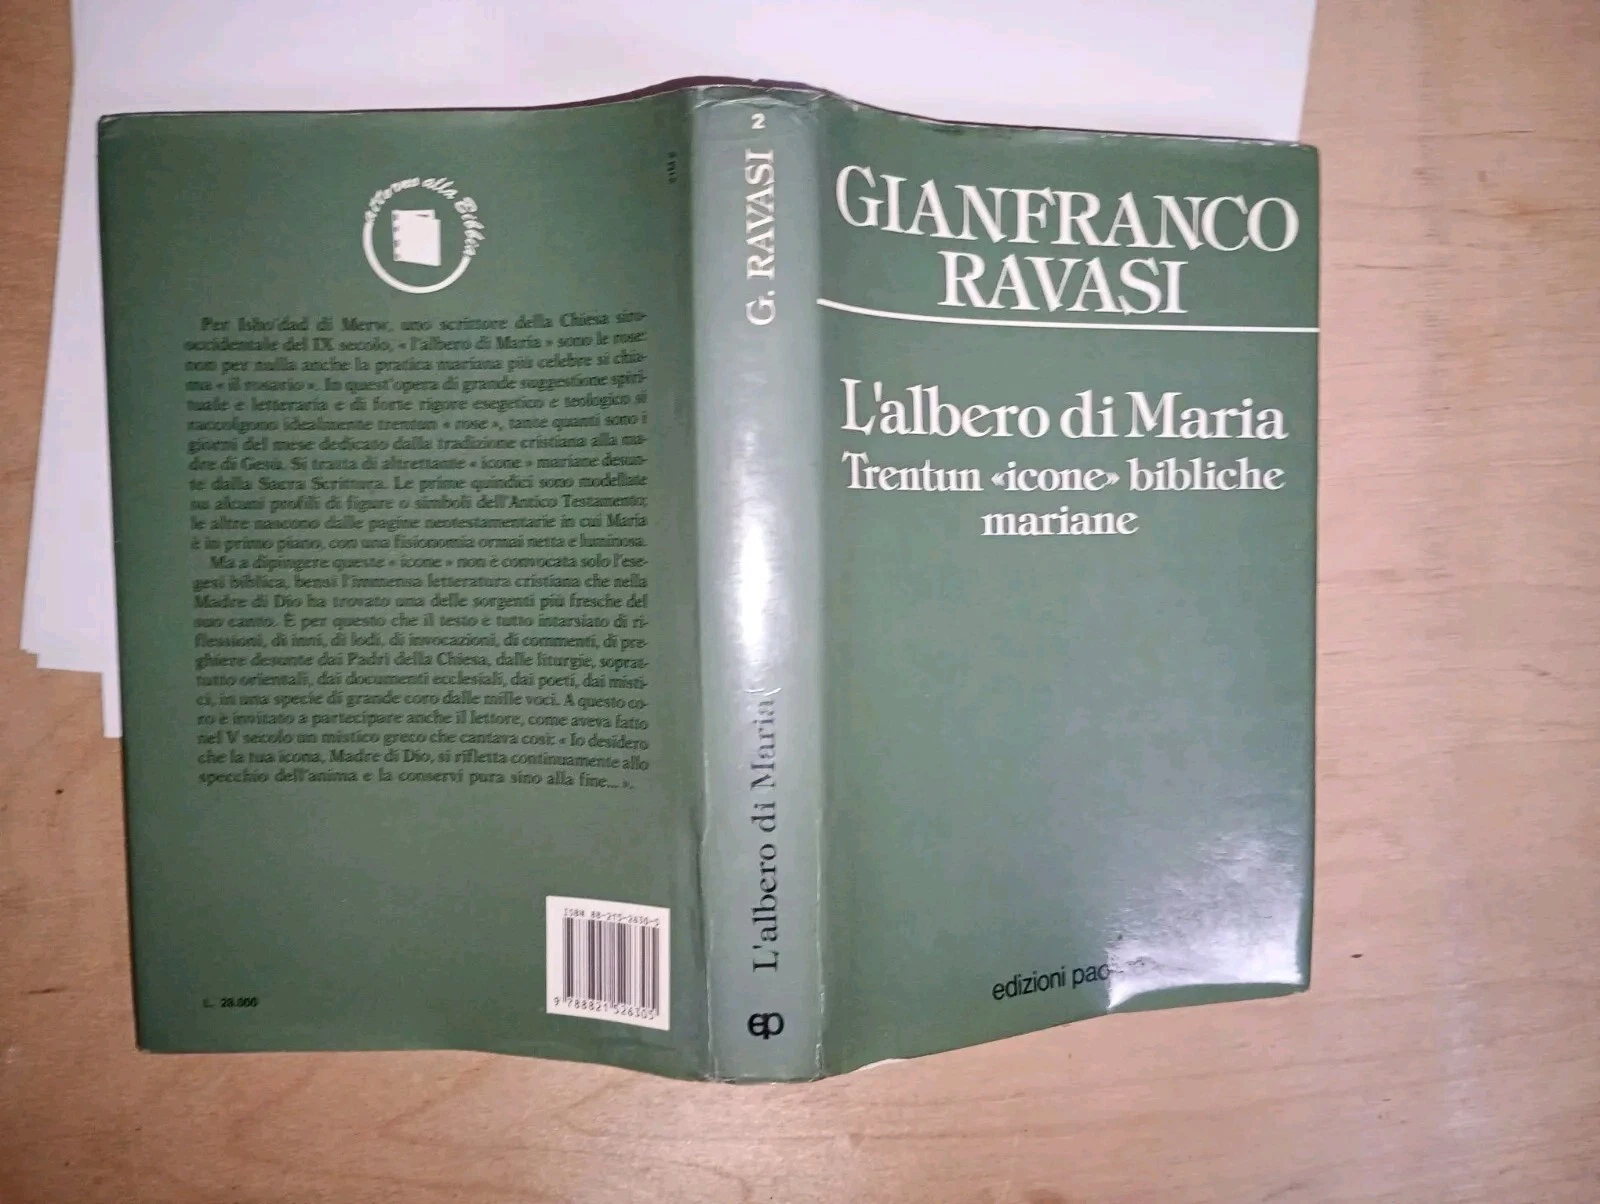 attorno alla Bibbia
Per Isho'dad di Merw, uno scrittore della Chiesa siro-
occidentale del IX secolo, « l'albero di Maria » sono le rose:
non per nulla anche la pratica mariana più celebre si chia-
ma « il rosario ». In quest'opera di grande suggestione spiri-
tuale e letteraria e di forte rigore esegetico e teologico si
raccolgono idealmente trentun « rose », tante quanti sono i
giorni del mese dedicato dalla tradizione cristiana alla ma-
dre di Gesù. Si tratta di altrettante « icone » mariane desun-
te dalla Sacra Scrittura. Le prime quindici sono modellate
su alcuni profili di figure o simboli dell'Antico Testamento;
le altre nascono dalle pagine neotestamentarie in cui Maria
è in primo piano, con una fisionomia ormai netta e luminosa.
Ma a dipingere queste « icone » non è convocata solo l'ese-
gesi biblica, bensì l'immensa letteratura cristiana che nella
Madre di Dio ha trovato una delle sorgenti più fresche del
suo canto. È per questo che il testo è tutto intarsiato di ri-
flessioni, di inni, di lodi, di invocazioni, di commenti, di pre-
ghiere desunte dai Padri della Chiesa, dalle liturgie, soprat-
tutto orientali, dai documenti ecclesiali, dai poeti, dai misti-
ci, in una specie di grande coro dalle mille voci. A questo co-
ro è invitato a partecipare anche il lettore, come aveva fatto
nel V secolo un mistico greco che cantava così: « Io desidero
che la tua icona, Madre di Dio, si rifletta continuamente allo
specchio dell'anima e la conservi pura sino alla fine... ».
L. 28.000
ISBN 88-215-2630-5
9 788821 526305
2
G. RAVASI
L'albero di Maria
ep
GIANFRANCO
RAVASI
L'albero di Maria
Trentun «icone» bibliche
mariane
edizioni pao